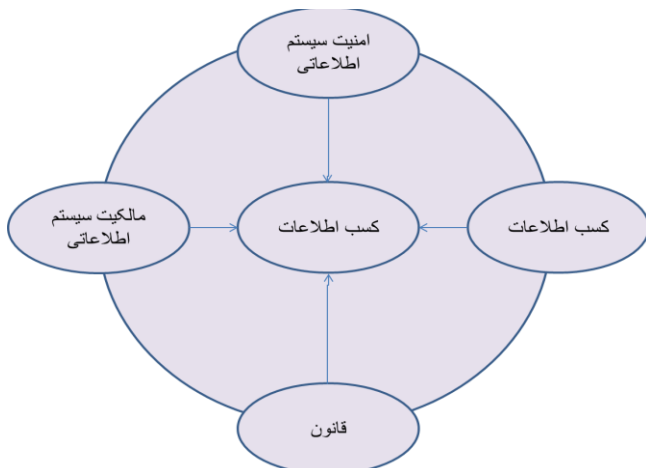 امنیت سیستم
اطلاعاتی
کسب اطلاعات
کسب اطلاعات
مالکیت سیستم
اطلاعاتی
قانون